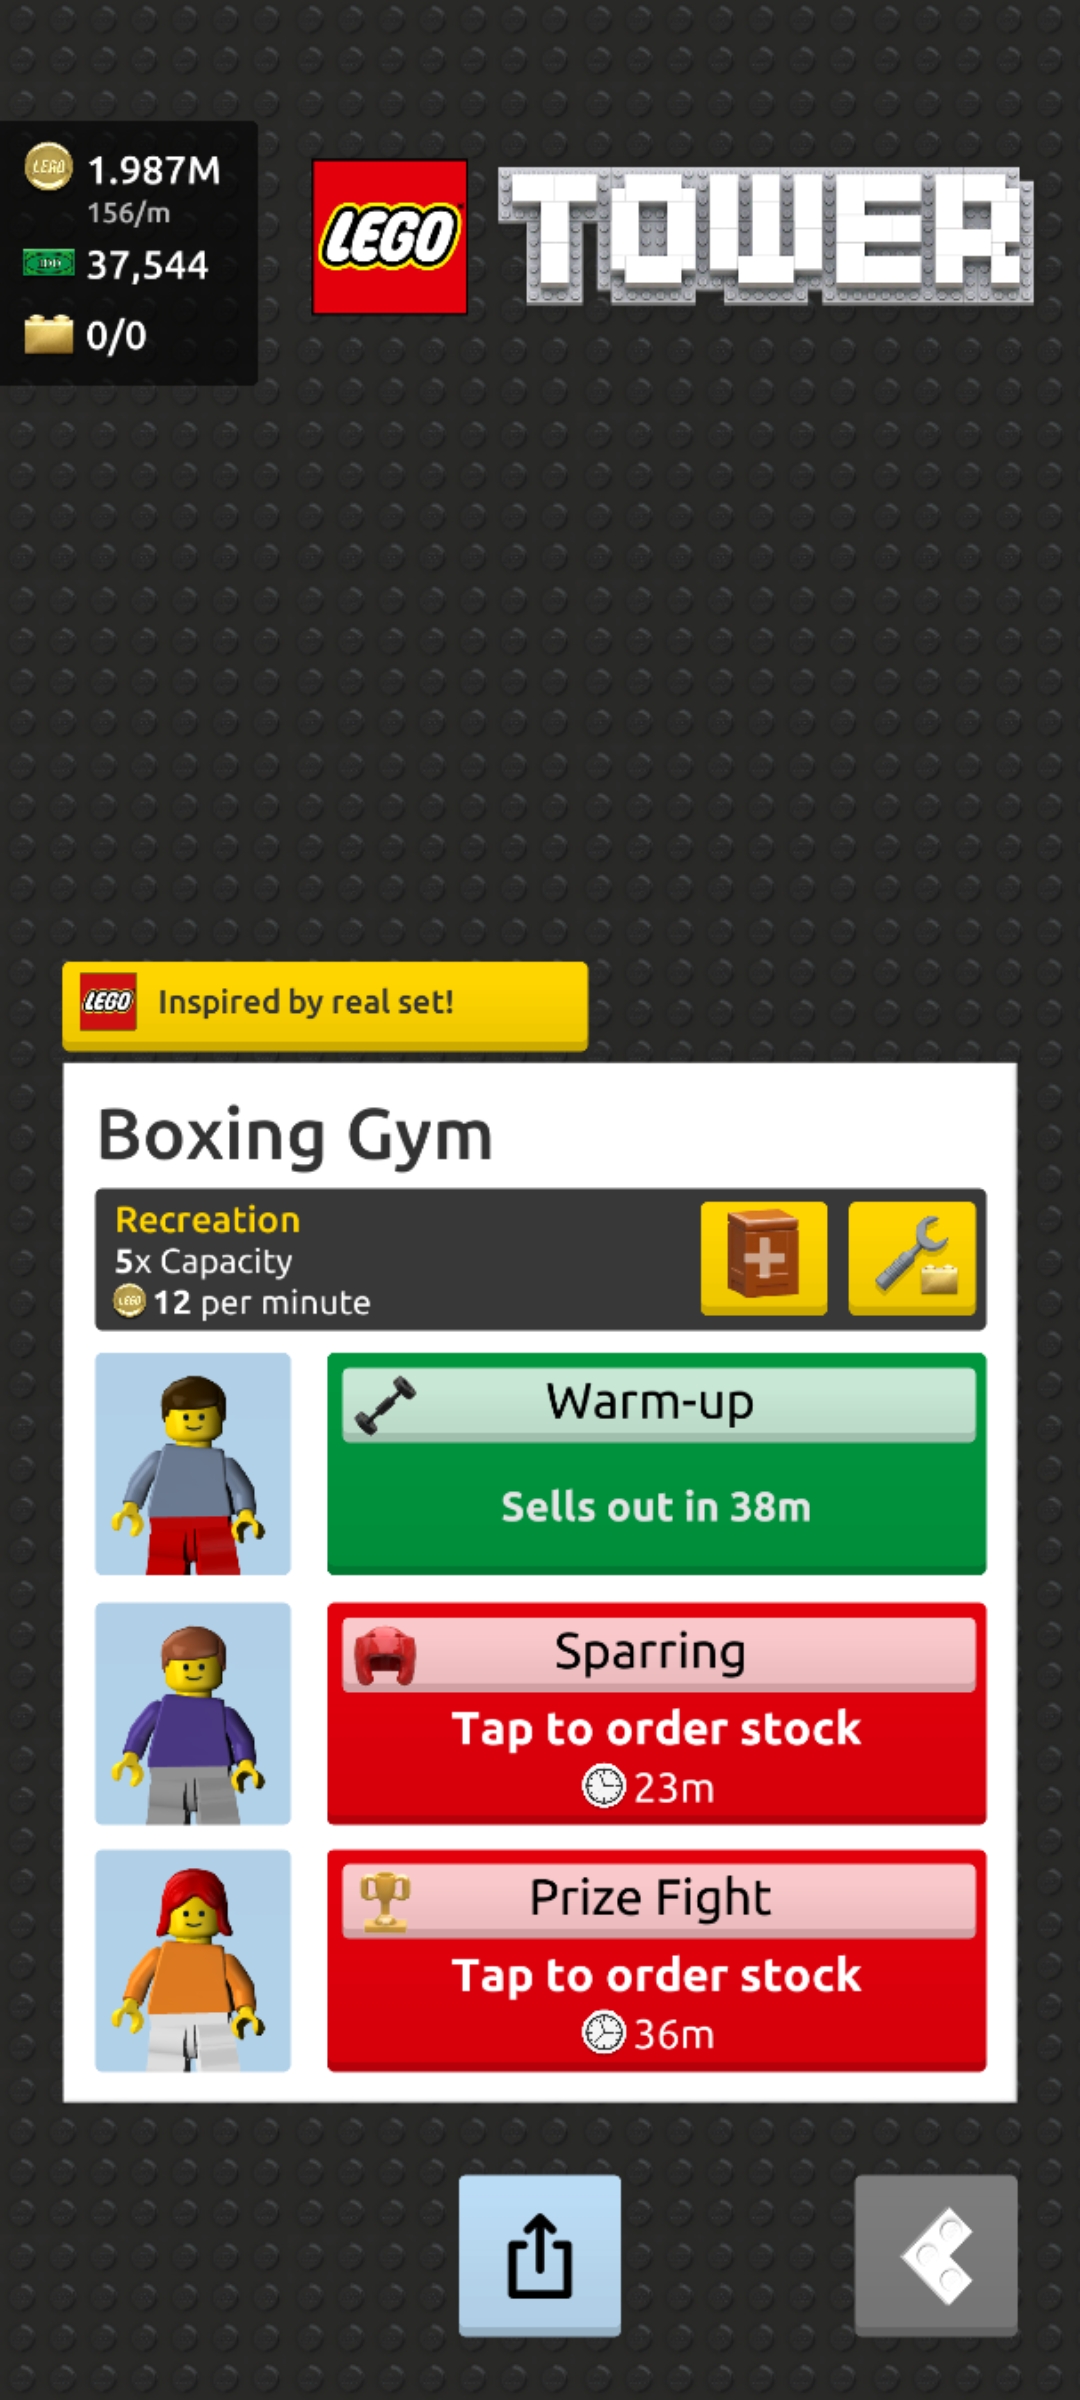 1.987M
156/m
37,544
0/0
LEGO TOWER
Inspired by real set!
Boxing Gym
Recreation
5x Capacity
12 per minute
Warm-up
Sells out in 38m
Sparring
Tap to order stock
23m
Prize Fight
Tap to order stock
36m